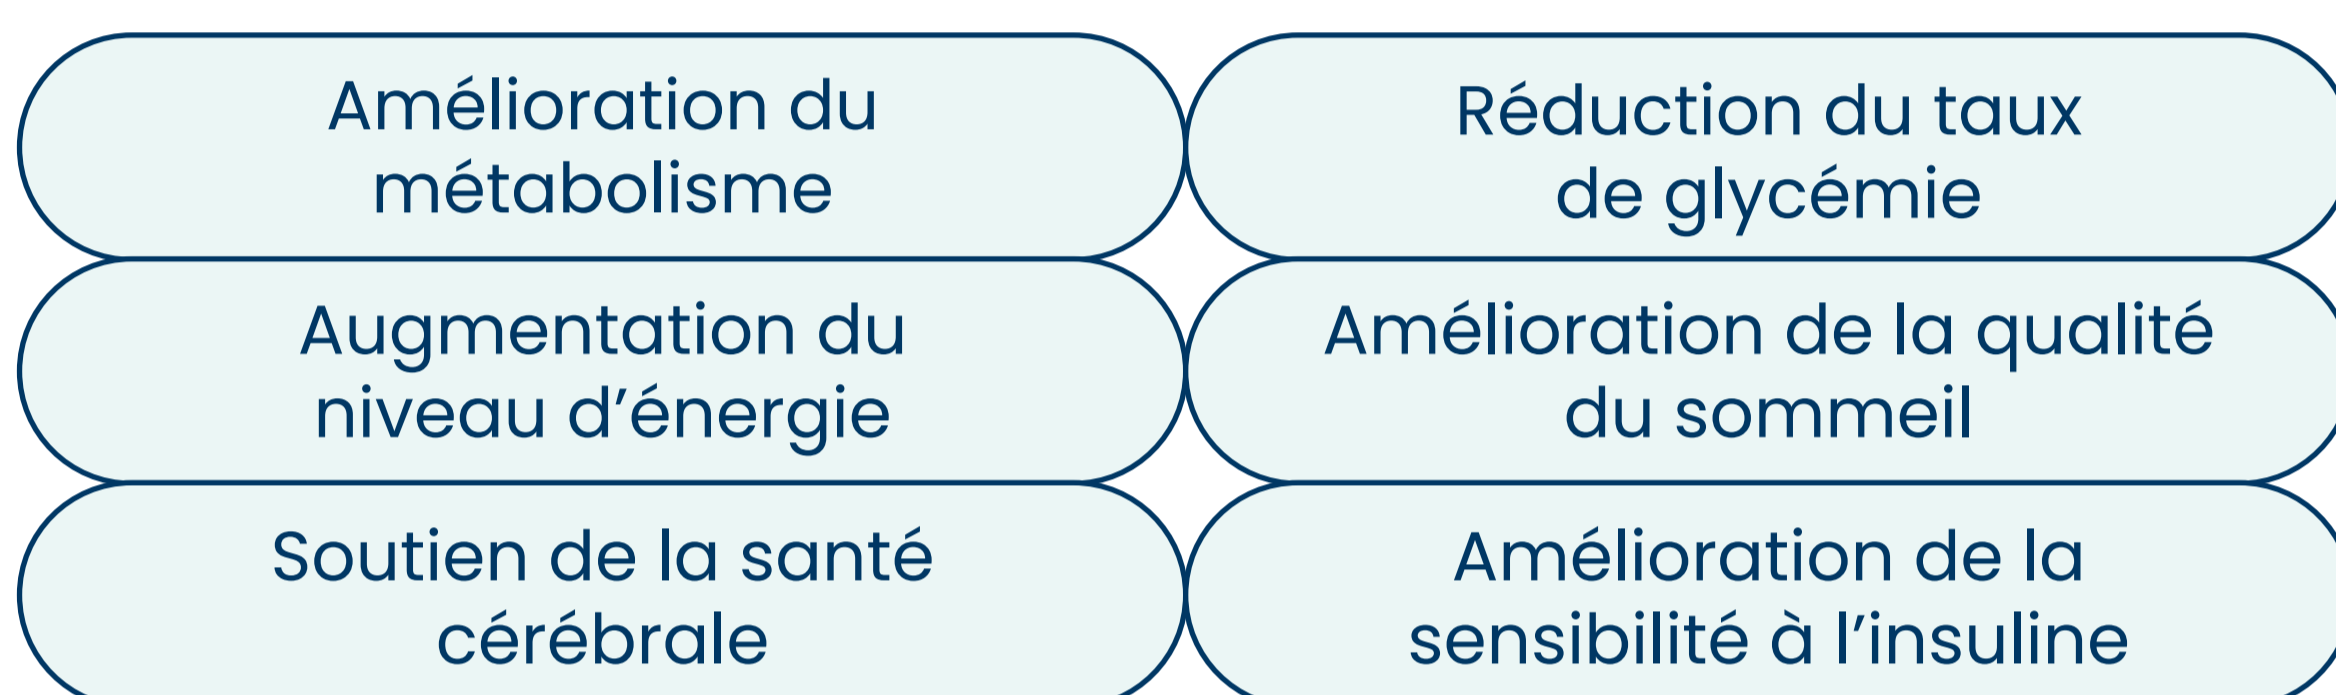 Amélioration du
métabolisme
Réduction du taux
de glycémie
Augmentation du
niveau d’énergie
Amélioration de la qualité
du sommeil
Soutien de la santé
cérébrale
Amélioration de la
sensibilité à l’insuline